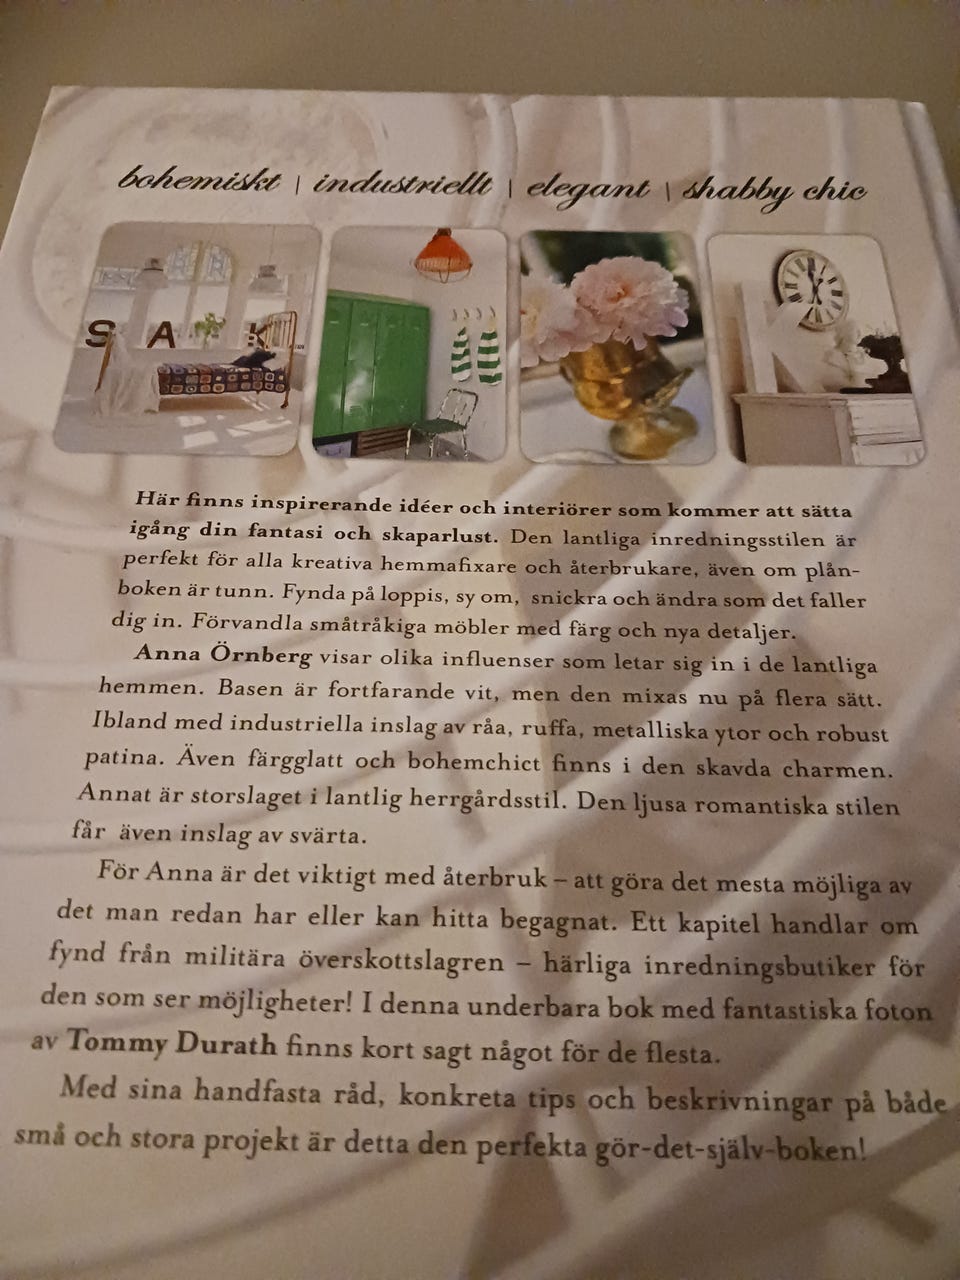 bohemiskt | industriellt | elegant | shabby chic
S A K
Här finns inspirerande idéer och interiörer som kommer att sätta
igång din fantasi och skaparlust. Den lantliga inredningsstilen är
perfekt för alla kreativa hemmafixare och återbrukare, även om plån-
boken är tunn. Fynda på loppis, sy om, snickra och ändra som det faller
dig in. Förvandla småtråkiga möbler med färg och nya detaljer.
Anna Örnberg visar olika influenser som letar sig in i de lantliga
hemmen. Basen är fortfarande vit, men den mixas nu på flera sätt.
Ibland med industriella inslag av råa, ruffa, metalliska ytor och robust
patina. Även färgglatt och bohemchict finns i den skavda charmen.
Annat är storslaget i lantlig herrgårdsstil. Den ljusa romantiska stilen
får även inslag av svärta.
För Anna är det viktigt med återbruk – att göra det mesta möjliga av
det man redan har eller kan hitta begagnat. Ett kapitel handlar om
fynd från militära överskottslagren – härliga inredningsbutiker för
den som ser möjligheter! I denna underbara bok med fantastiska foton
av Tommy Durath finns kort sagt något för de flesta.
Med sina handfasta råd, konkreta tips och beskrivningar på både
små och stora projekt är detta den perfekta gör-det-själv-boken!